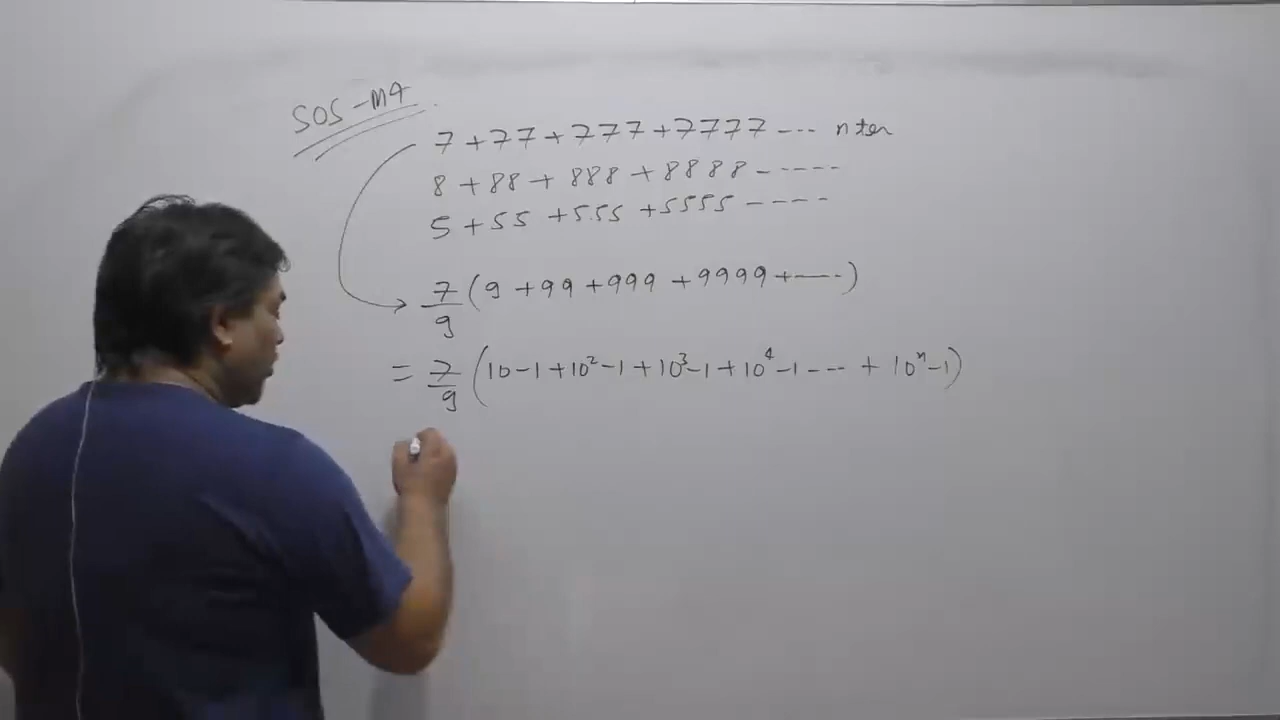 SOS-M4
7 + 77 + 777 + 7777 --- n ter
8 + 88 + 888 + 8888 -----
5 + 55 + 555 + 5555 ----
7/9 (9 + 99 + 999 + 9999 + ---)
= 7/9 (10-1 + 10²-1 + 10³-1 + 10⁴-1 --- + 10ⁿ-1)